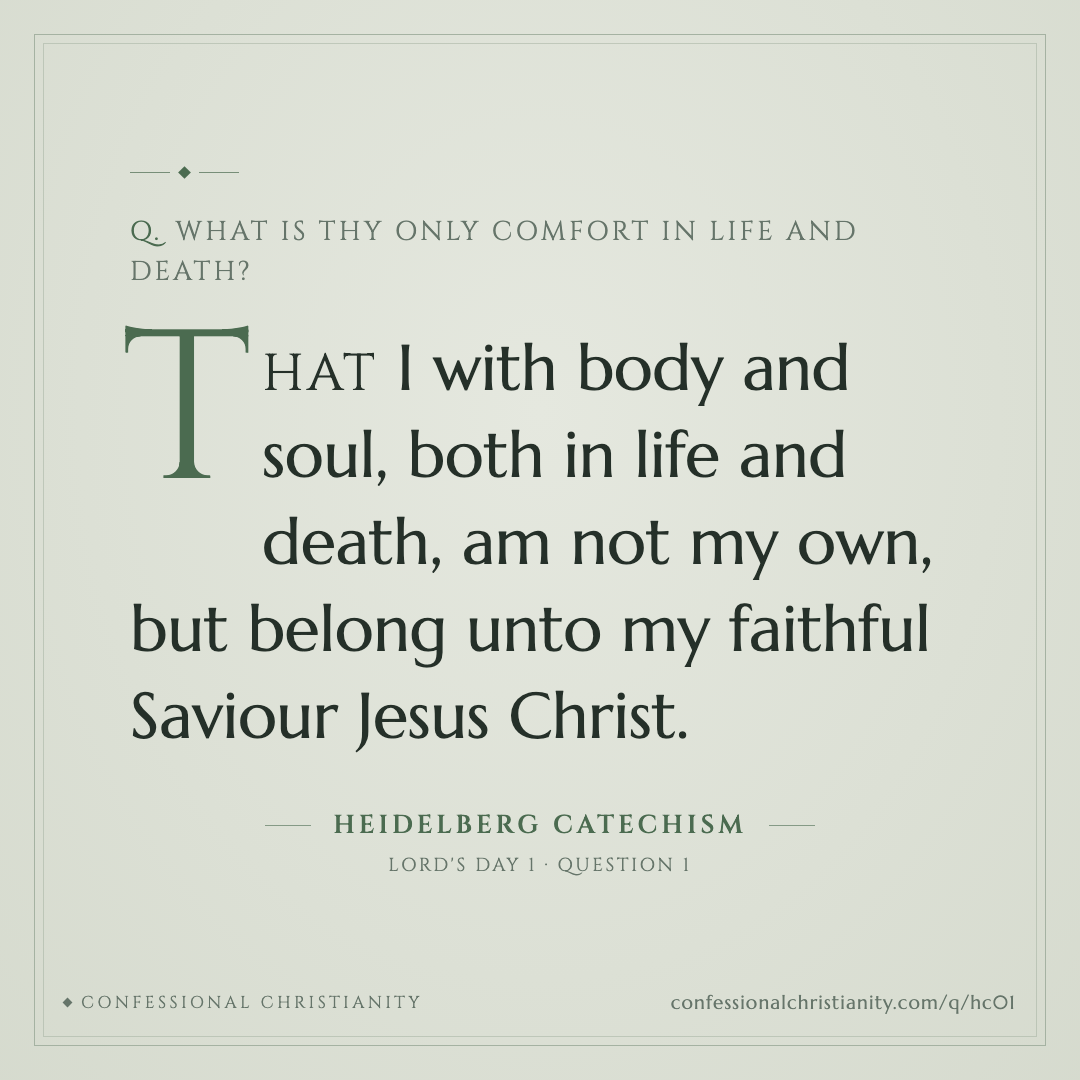 Q. WHAT IS THY ONLY COMFORT IN LIFE AND
DEATH?
THAT I with body and
soul, both in life and
death, am not my own,
but belong unto my faithful
Saviour Jesus Christ.
HEIDELBERG CATECHISM
LORD'S DAY 1 · QUESTION 1
CONFESSIONAL CHRISTIANITY
confessionalchristianity.com/q/hc01